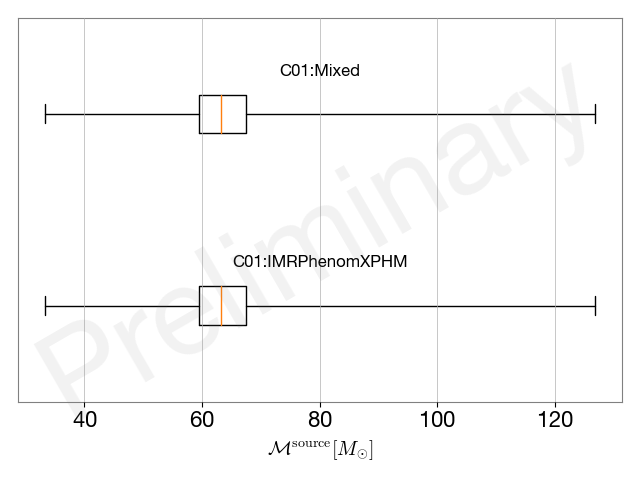 C01:Mixed
Preliminary
C01:IMRPhenomXPHM
40 60 80 100 120
ℳ^source [M_⊙]